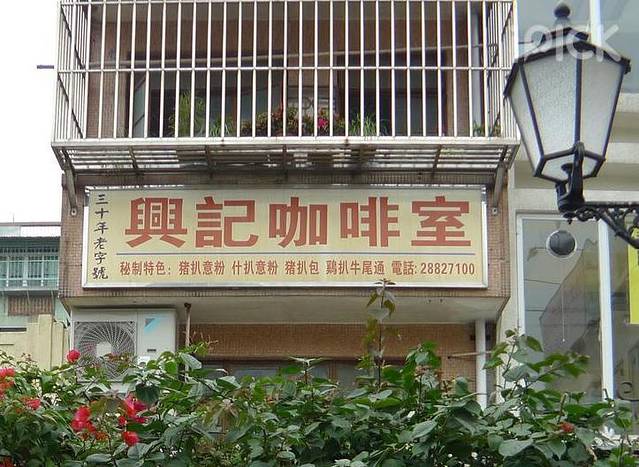 三十年老字號
興記咖啡室
秘制特色: 豬扒意粉 什扒意粉 豬扒包 鷄扒牛尾通 電話: 28827100